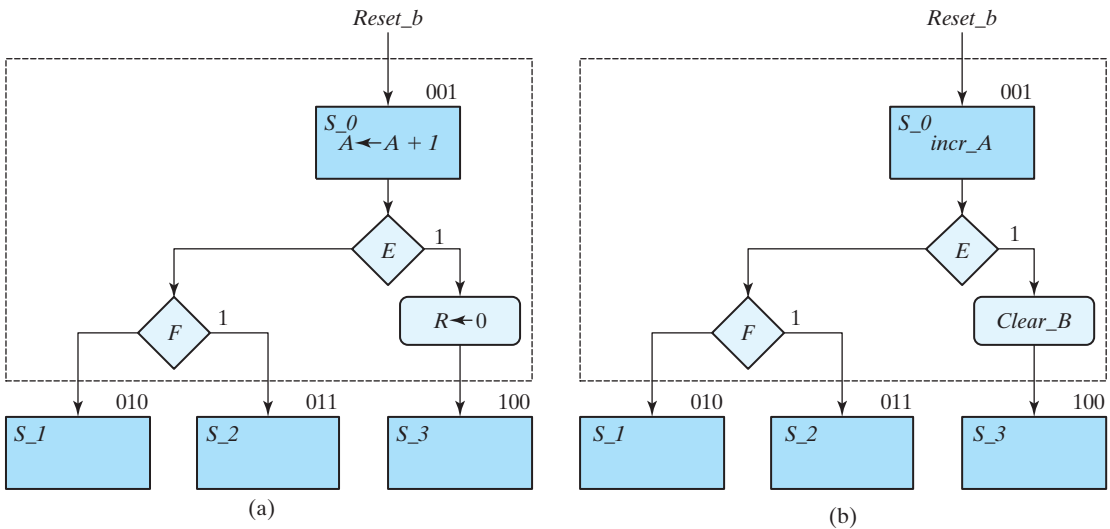 Reset_b
001
S_0
A ← A + 1
E
1
F
1
R ← 0
010
S_1
011
S_2
100
S_3
(a)
Reset_b
001
S_0
incr_A
E
1
F
1
Clear_B
010
S_1
011
S_2
100
S_3
(b)